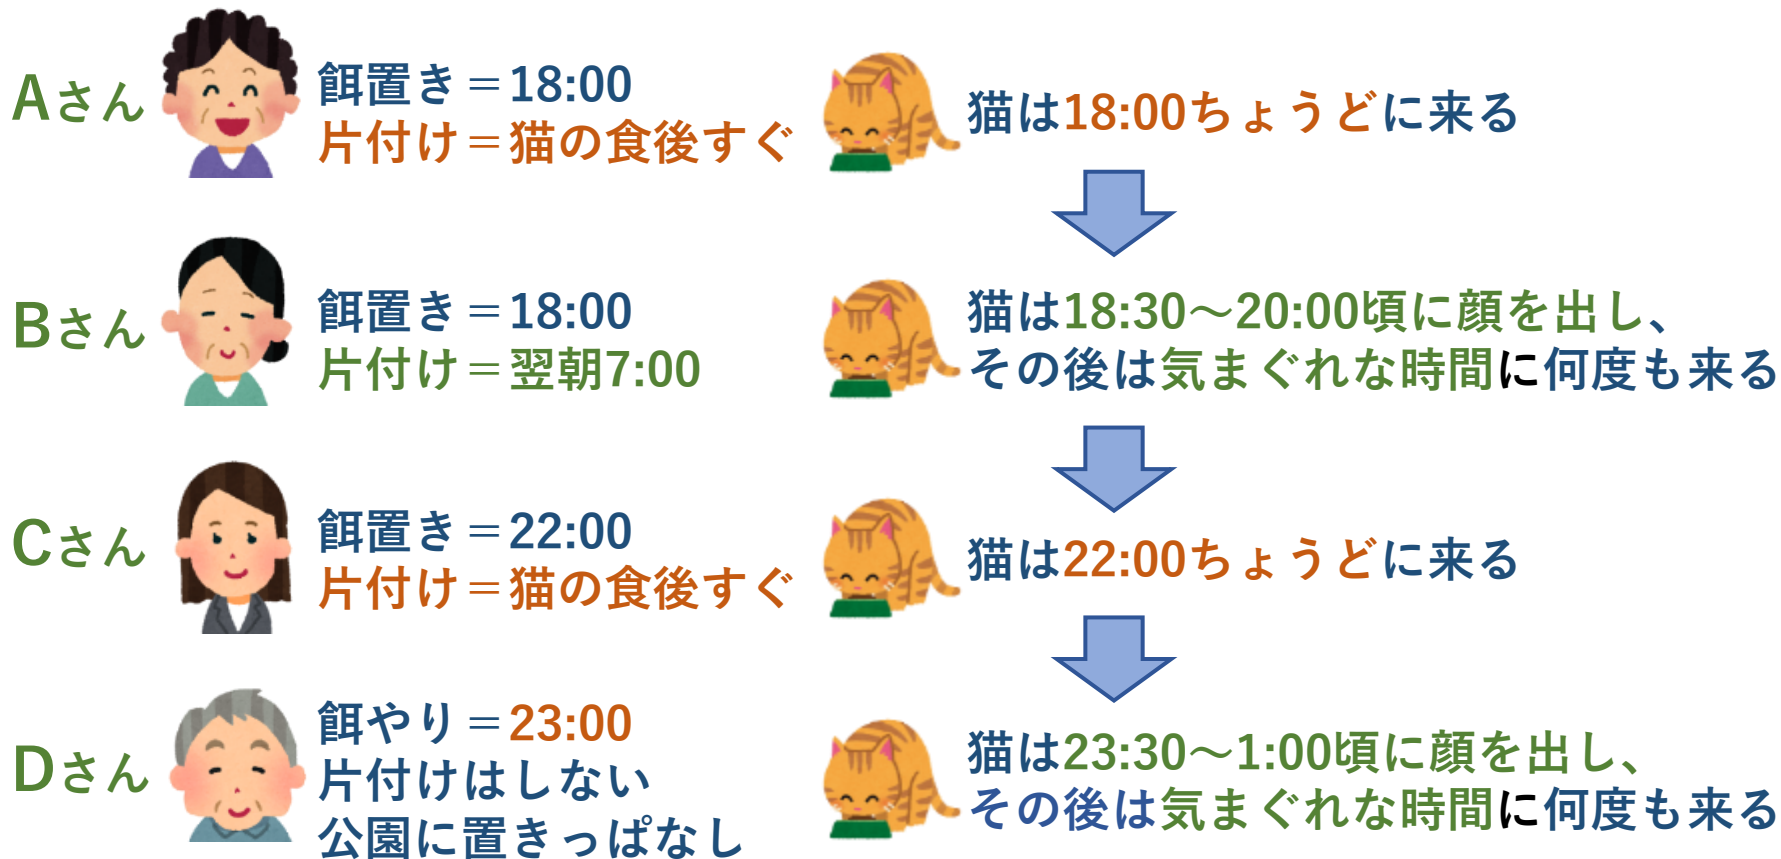 Aさん
餌置き＝18:00
片付け＝猫の食後すぐ
猫は18:00ちょうどに来る
Bさん
餌置き＝18:00
片付け＝翌朝7:00
猫は18:30～20:00頃に顔を出し、
その後は気まぐれな時間に何度も来る
Cさん
餌置き＝22:00
片付け＝猫の食後すぐ
猫は22:00ちょうどに来る
Dさん
餌やり＝23:00
片付けはしない
公園に置きっぱなし
猫は23:30～1:00頃に顔を出し、
その後は気まぐれな時間に何度も来る